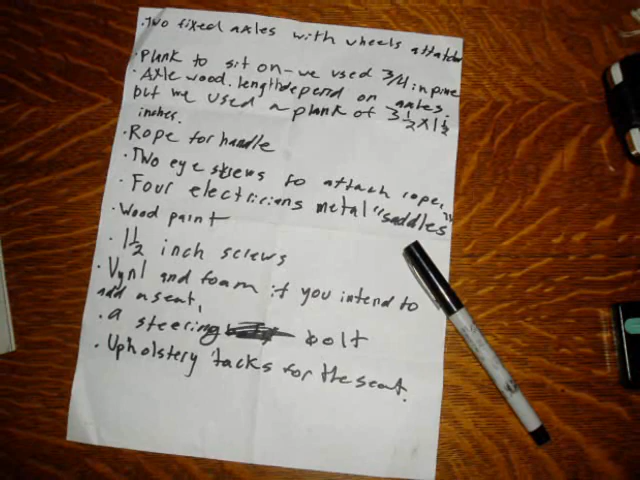 · Two fixed axles with wheels attatched
· plank to sit on - we used 3/4 in pine
· Axle wood. Length depend on axles.
but we used a plank of 3 1/2 x 1 1/2
inches.
· Rope for handle
· Two eye screws to attach rope.
· Four electricians metal "saddles"
· Wood paint
· 1 1/2 inch screws
· Vynl and foam if you intend to
add a seat.
· a steering bolt
· Upholstery tacks for the seat.